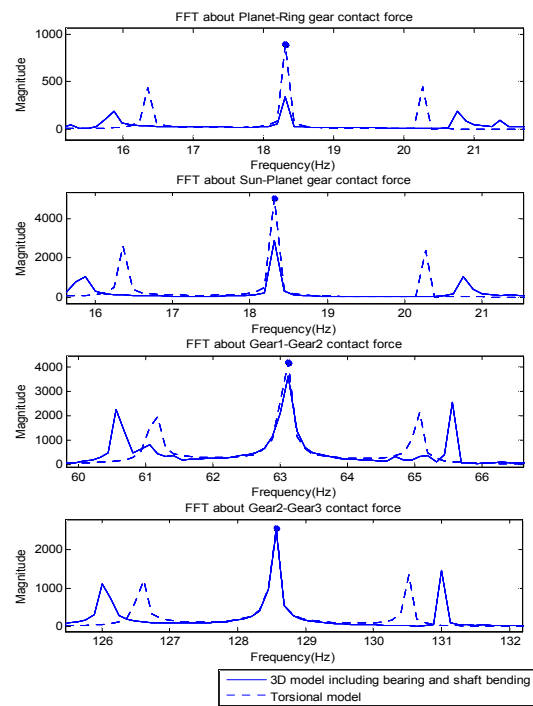 FFT about Planet-Ring gear contact force
1000
500
0
Magnitude
16 17 18 19 20 21
Frequency(Hz)
FFT about Sun-Planet gear contact force
4000
2000
0
Magnitude
16 17 18 19 20 21
Frequency(Hz)
FFT about Gear1-Gear2 contact force
4000
3000
2000
1000
0
Magnitude
60 61 62 63 64 65 66
Frequency(Hz)
FFT about Gear2-Gear3 contact force
2000
1000
0
Magnitude
126 127 128 129 130 131 132
Frequency(Hz)
3D model including bearing and shaft bending
Torsional model